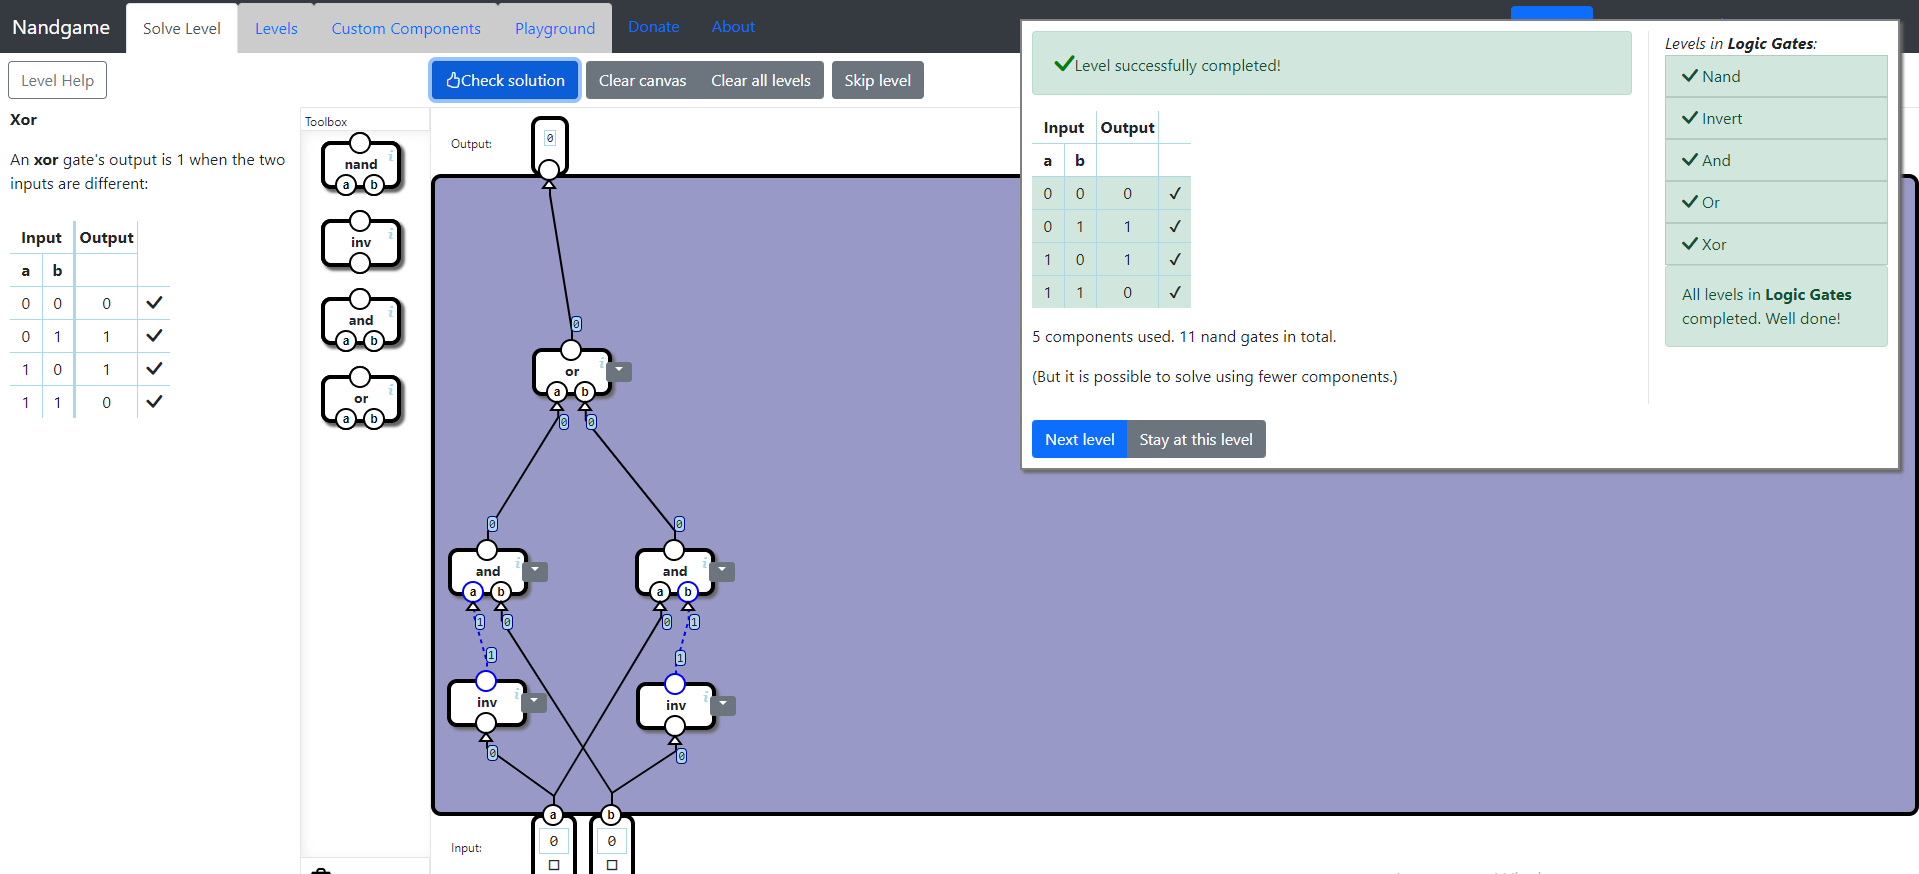 Nandgame Solve Level Levels Custom Components Playground Donate About
Level Help
Check solution Clear canvas Clear all levels Skip level
Xor
An xor gate's output is 1 when the two
inputs are different:
Input Output
a b
0 0 0 ✓
0 1 1 ✓
1 0 1 ✓
1 1 0 ✓
Toolbox
nand i
a b
inv i
and i
a b
or i
a b
Output:
0
0
or i
a b
0 0
0 0
and i
a b
and i
a b
1 0 0 1
1 1
inv i
inv i
0 0
a b
Input:
0 0
✓Level successfully completed!
Input Output
a b
0 0 0 ✓
0 1 1 ✓
1 0 1 ✓
1 1 0 ✓
5 components used. 11 nand gates in total.
(But it is possible to solve using fewer components.)
Next level Stay at this level
Levels in Logic Gates:
✓ Nand
✓ Invert
✓ And
✓ Or
✓ Xor
All levels in Logic Gates
completed. Well done!